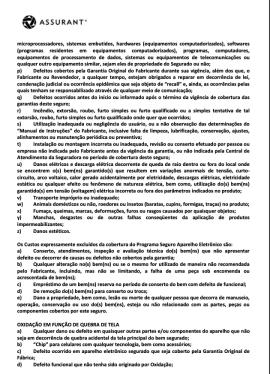 ASSURANT®
microprocessadores, sistemas embutidos, hardwares (equipamentos computadorizados), softwares
(programas residentes em equipamentos computadorizados), programas, computadores,
equipamentos de processamento de dados, sistemas ou equipamentos de telecomunicações ou
qualquer outro equipamento similar, sejam eles de propriedade do Segurado ou não;
p) Defeitos cobertos pela Garantia Original do Fabricante durante sua vigência, além dos que, o
Fabricante ou Revendedor, a qualquer tempo, estejam obrigados a reparar em decorrência de lei,
condenação judicial ou ocorrência epidêmica que seja objeto de "recall" e, ainda, as ocorrências pelas
quais tenham se responsabilizado através de qualquer meio de comunicação;
q) Defeitos ocorridos antes do início ou informado após o término da vigência de cobertura das
garantias deste seguro;
r) Incêndio, extorsão, roubo, furto simples ou furto qualificado ou a simples tentativa de tal
extorsão, roubo, furto simples ou furto qualificado onde quer que ocorridos;
s) Utilização inadequada ou negligência do usuário, ou a não observação das determinações do
"Manual de Instruções" do Fabricante, inclusive falta de limpeza, lubrificação, conservação, ajustes,
alinhamentos ou manutenção periódica ou preventiva;
t) Instalação ou montagem incorreta ou inadequada, revisão ou conserto efetuado por pessoa ou
empresa não indicada pelo Fabricante antes da vigência da garantia, ou não indicada pela Central de
Atendimento da Seguradora no período de cobertura deste seguro;
u) Danos elétricos e descarga elétrica decorrente de queda de raio dentro ou fora do local onde
se encontrem o(s) bem(ns) garantido(s) que resultem em variações anormais de tensão, curto-
circuito, arco voltaico, calor gerado acidentalmente por eletricidade, descargas elétricas, eletricidade
estática ou qualquer efeito ou fenômeno de natureza elétrica, bem como, utilização do(s) bem(ns)
garantido(s) em tensão (voltagem) elétrica incorreta ou fora dos parâmetros indicados no produto;
v) Transporte impróprio ou inadequado;
w) Animais domésticos ou não, roedores ou insetos (baratas, cupins, formigas, traças) no produto;
x) Fumaça, queima, marcas, deformações, furos ou rasgos causados por quaisquer objetos;
y) Manchas, desgastes ou de outras falhas conseqüentes da aplicação de produtos
impermeabilizantes;
z) Danos estéticos.
Os Custos expressamente excluídos da cobertura do Programa Seguro Aparelho Eletrônico são:
a) Conserto, atendimentos, inspeção e avaliação técnica do(s) bem(ns) que não apresentar
defeito ou decorrer de causas ou defeitos não cobertos pela garantia;
b) Qualquer alteração no(s) bem(ns) ou se o mesmo for utilizado de maneira não recomendada
pelo Fabricante, incluindo, mas não se limitando, a falha de uma peça sob encomenda ou
acrescentada ao bem(ns);
c) Empréstimo de um bem(ns) reserva no período de conserto do bem com defeito de funcional;
d) De remoção do(s) bem(ns) para conserto ou troca;
e) Dano a propriedade, bem como, lesão ou morte de qualquer pessoa que decorra de manuseio,
operação, conservação ou uso do(s) bem(ns), esteja ou não relacionado com as partes, peças ou
componentes cobertos por este seguro.
OXIDAÇÃO EM FUNÇÃO DE QUEBRA DE TELA
a) Qualquer dano ou defeito em quaisquer outras partes e/ou componentes do aparelho que não
seja em decorrência de quebra acidental da tela principal do bem segurado;
b) "Chip" para celulares com qualquer tecnologia, bem como acessórios;
c) Defeito ocorrido em aparelho eletrônico segurado que seja coberto pela Garantia Original de
Fábrica;
d) Defeito funcional que não tenha sido originado por Oxidação;